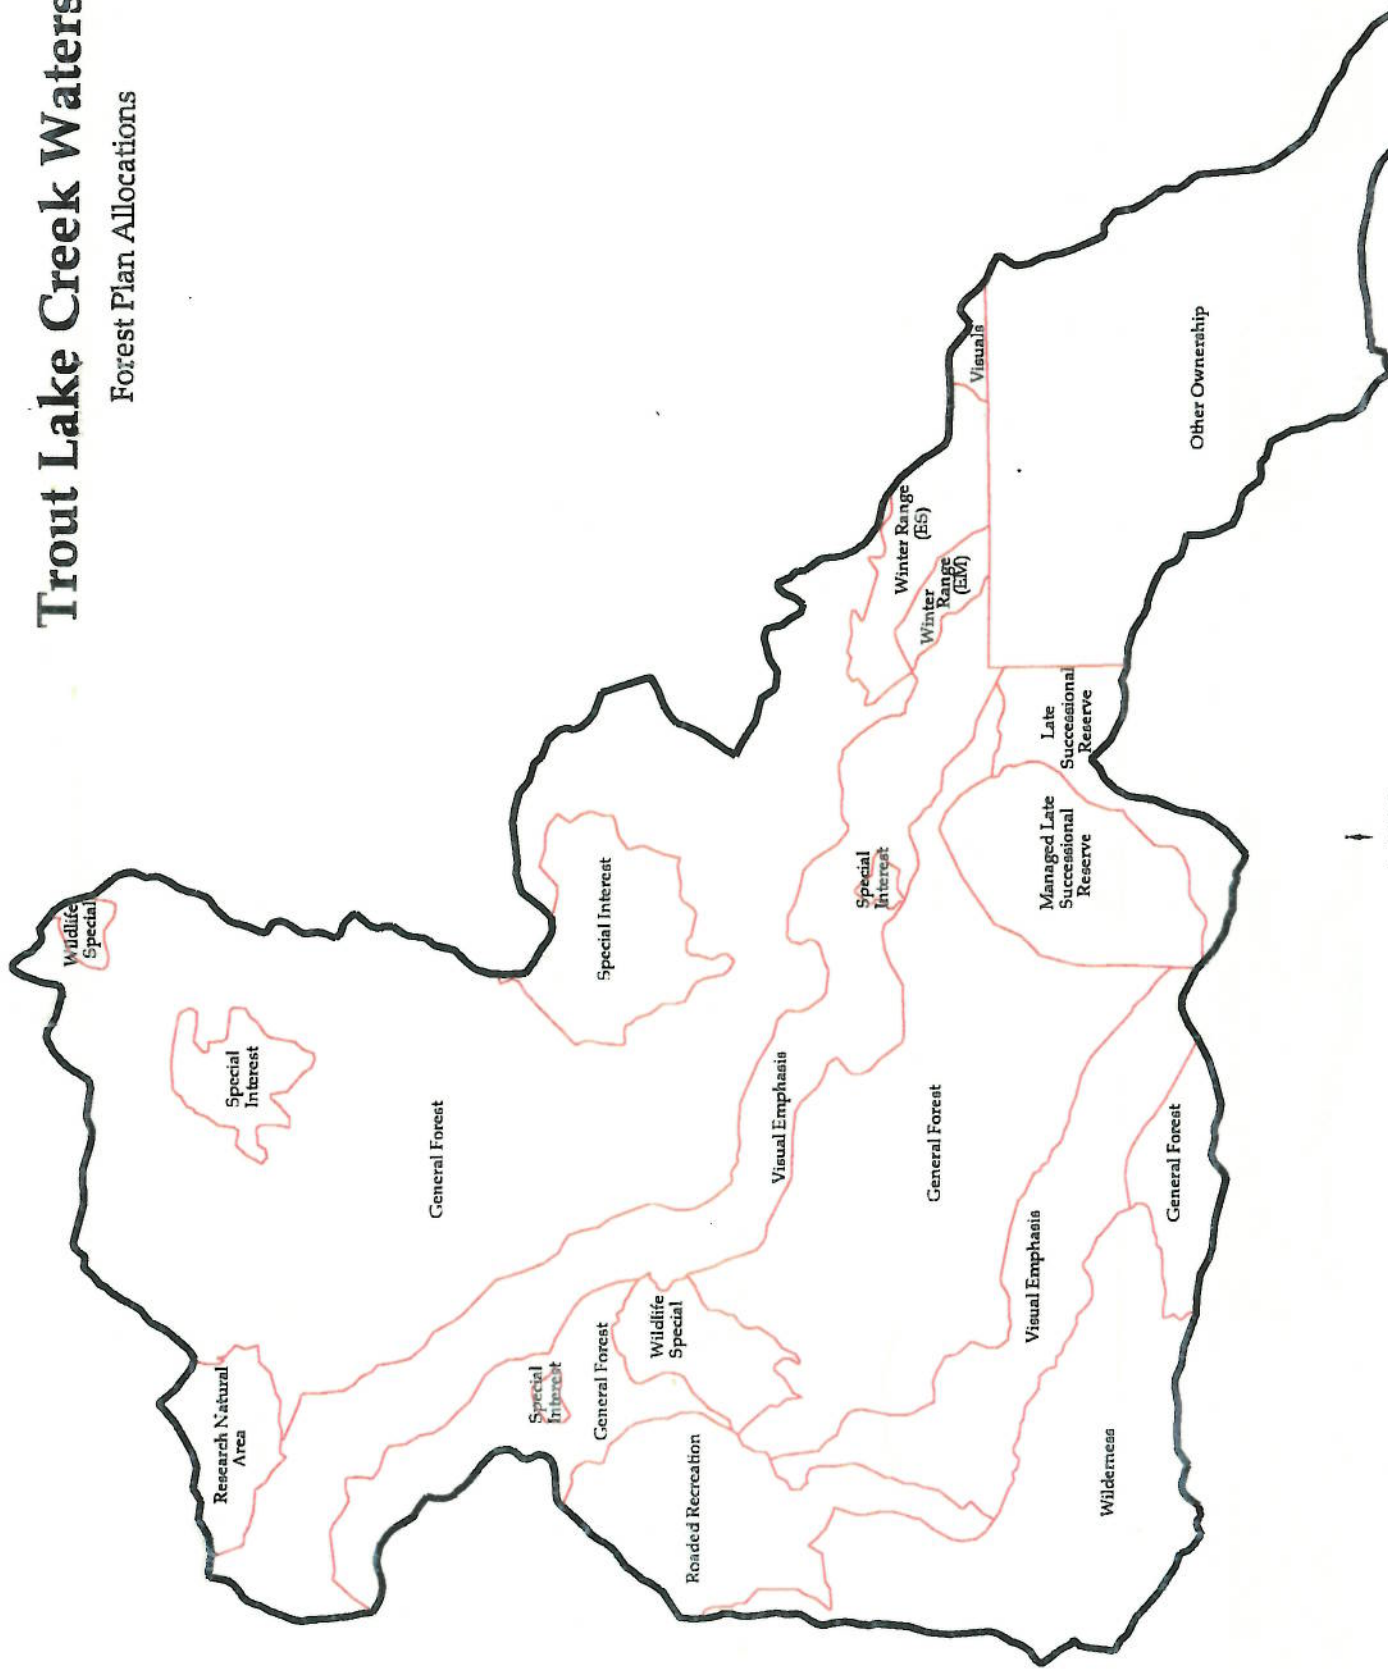 Trout Lake Creek Waters
Forest Plan Allocations
Wildlife
Special
Special
Interest
General Forest
Research Natural
Area
Special Interest
Special
Interest
General Forest
Wildlife
Special
Roaded Recreation
Visual Emphasis
Special
Interest
Winter Range
(ES)
Winter
Range
(EM)
Visuals
General Forest
Visual Emphasis
Managed Late
Successional
Reserve
Late
Successional
Reserve
Other Ownership
General Forest
Wilderness